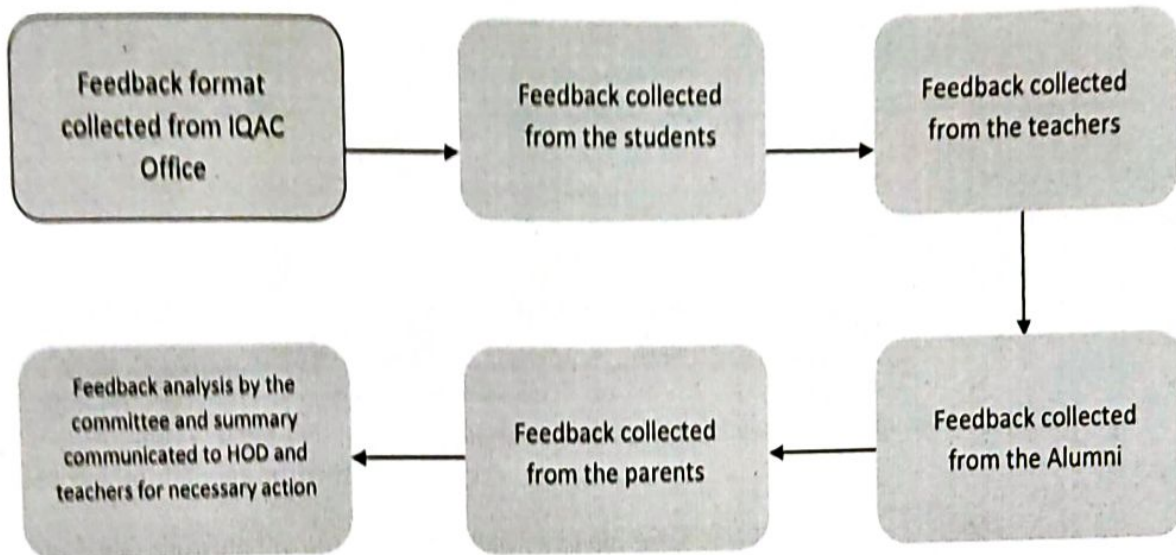 Feedback format
collected from IQAC
Office
Feedback collected
from the students
Feedback collected
from the teachers
Feedback collected
from the Alumni
Feedback collected
from the parents
Feedback analysis by the
committee and summary
communicated to HOD and
teachers for necessary action